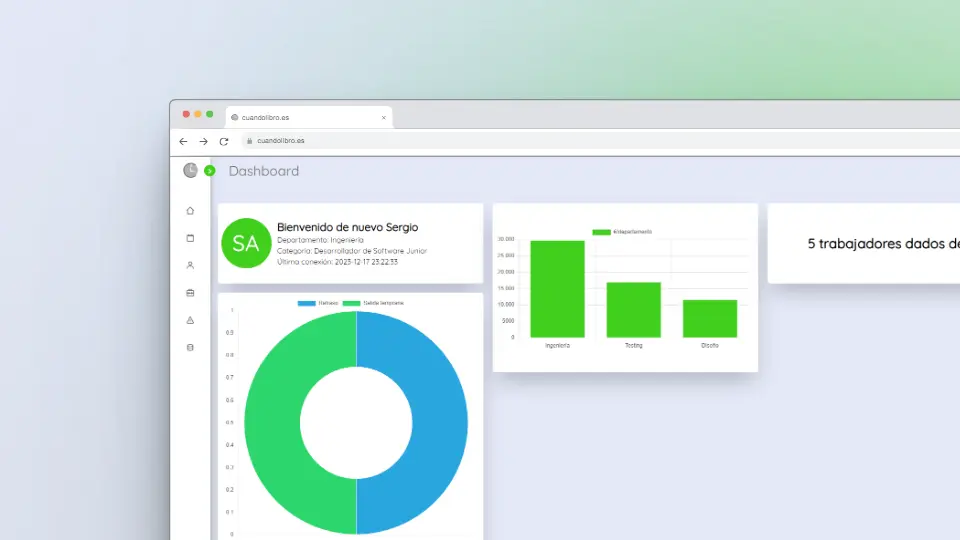 cuandolibro.es
cuandolibro.es
Dashboard
SA
Bienvenido de nuevo Sergio
Departamento: Ingeniería
Categoría: Desarrollador de Software Junior
Última conexión: 2023-12-17 23:22:33
Retraso
Salida temprana
1
0.9
0.8
0.7
0.6
0.5
0.4
0.3
0.2
0.1
0
30.000
25.000
20.000
15.000
10.000
5000
0
Ingeniería
Testing
Diseño
5 trabajadores dados de